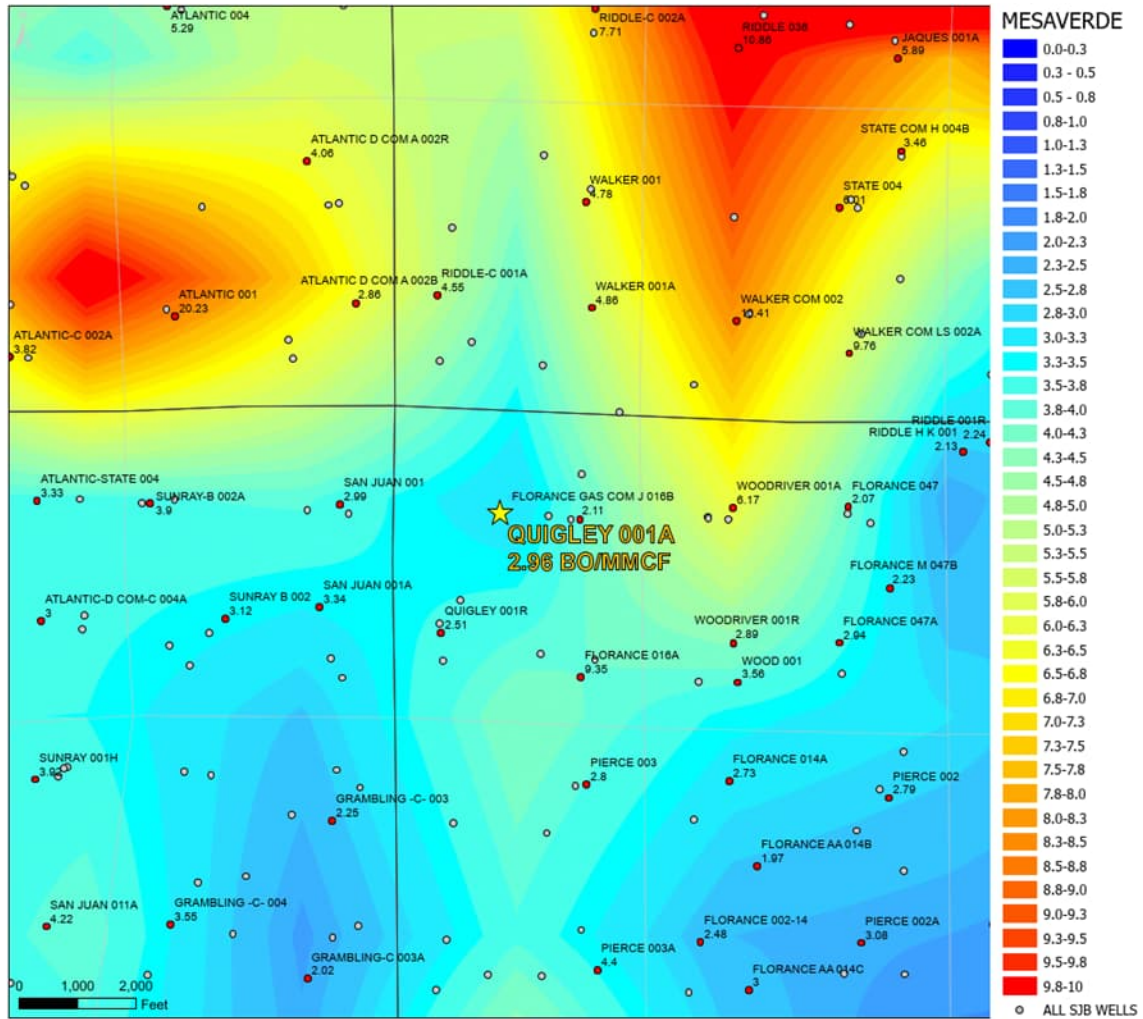 ATLANTIC 004
5.29
RIDDLE-C 002A
7.71
RIDDLE 036
10.86
JAQUES 001A
5.89
ATLANTIC D COM A 002R
4.06
STATE COM H 004B
3.46
WALKER 001
4.78
STATE 004
6.01
ATLANTIC D COM A 002B
2.86
RIDDLE-C 001A
4.55
ATLANTIC 001
20.23
WALKER 001A
4.86
WALKER COM 002
10.41
ATLANTIC-C 002A
3.82
WALKER COM LS 002A
9.76
RIDDLE 001R
2.24
RIDDLE H K 001
2.13
ATLANTIC-STATE 004
3.33
SUNRAY-B 002A
3.9
SAN JUAN 001
2.99
FLORANCE GAS COM J 016B
2.11
WOODRIVER 001A
6.17
FLORANCE 047
2.07
QUIGLEY 001A
2.96 BO/MMCF
FLORANCE M 047B
2.23
ATLANTIC-D COM-C 004A
3
SUNRAY B 002
3.12
SAN JUAN 001A
3.34
QUIGLEY 001R
2.51
WOODRIVER 001R
2.89
FLORANCE 047A
2.94
FLORANCE 016A
9.35
WOOD 001
3.56
SUNRAY 001H
PIERCE 003
2.8
FLORANCE 014A
2.73
PIERCE 002
2.79
GRAMBLING -C- 003
2.25
FLORANCE AA 014B
1.97
SAN JUAN 011A
4.22
GRAMBLING -C- 004
3.55
FLORANCE 002-14
2.48
PIERCE 002A
3.08
GRAMBLING-C 003A
2.02
PIERCE 003A
4.4
FLORANCE AA 014C
3
0 1,000 2,000
Feet
MESAVERDE
0.0-0.3
0.3 - 0.5
0.5 - 0.8
0.8-1.0
1.0-1.3
1.3-1.5
1.5-1.8
1.8-2.0
2.0-2.3
2.3-2.5
2.5-2.8
2.8-3.0
3.0-3.3
3.3-3.5
3.5-3.8
3.8-4.0
4.0-4.3
4.3-4.5
4.5-4.8
4.8-5.0
5.0-5.3
5.3-5.5
5.5-5.8
5.8-6.0
6.0-6.3
6.3-6.5
6.5-6.8
6.8-7.0
7.0-7.3
7.3-7.5
7.5-7.8
7.8-8.0
8.0-8.3
8.3-8.5
8.5-8.8
8.8-9.0
9.0-9.3
9.3-9.5
9.5-9.8
9.8-10
ALL SJB WELLS